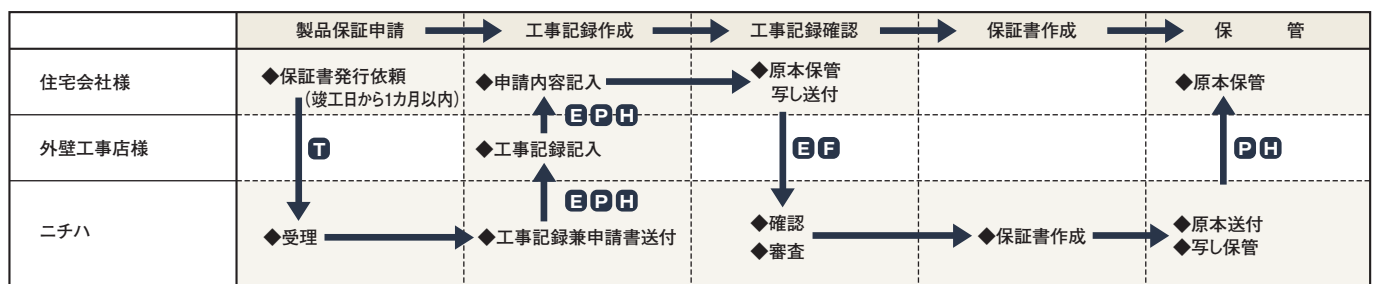 製品保証申請 工事記録作成 工事記録確認 保証書作成 保 管
住宅会社様
◆保証書発行依頼
(竣工日から1カ月以内)
◆申請内容記入
◆原本保管
写し送付
◆原本保管
E P H
外壁工事店様
T
◆工事記録記入
E F
P H
E P H
ニチハ
◆受理
◆工事記録兼申請書送付
◆確認
◆審査
◆保証書作成
◆原本送付
◆写し保管